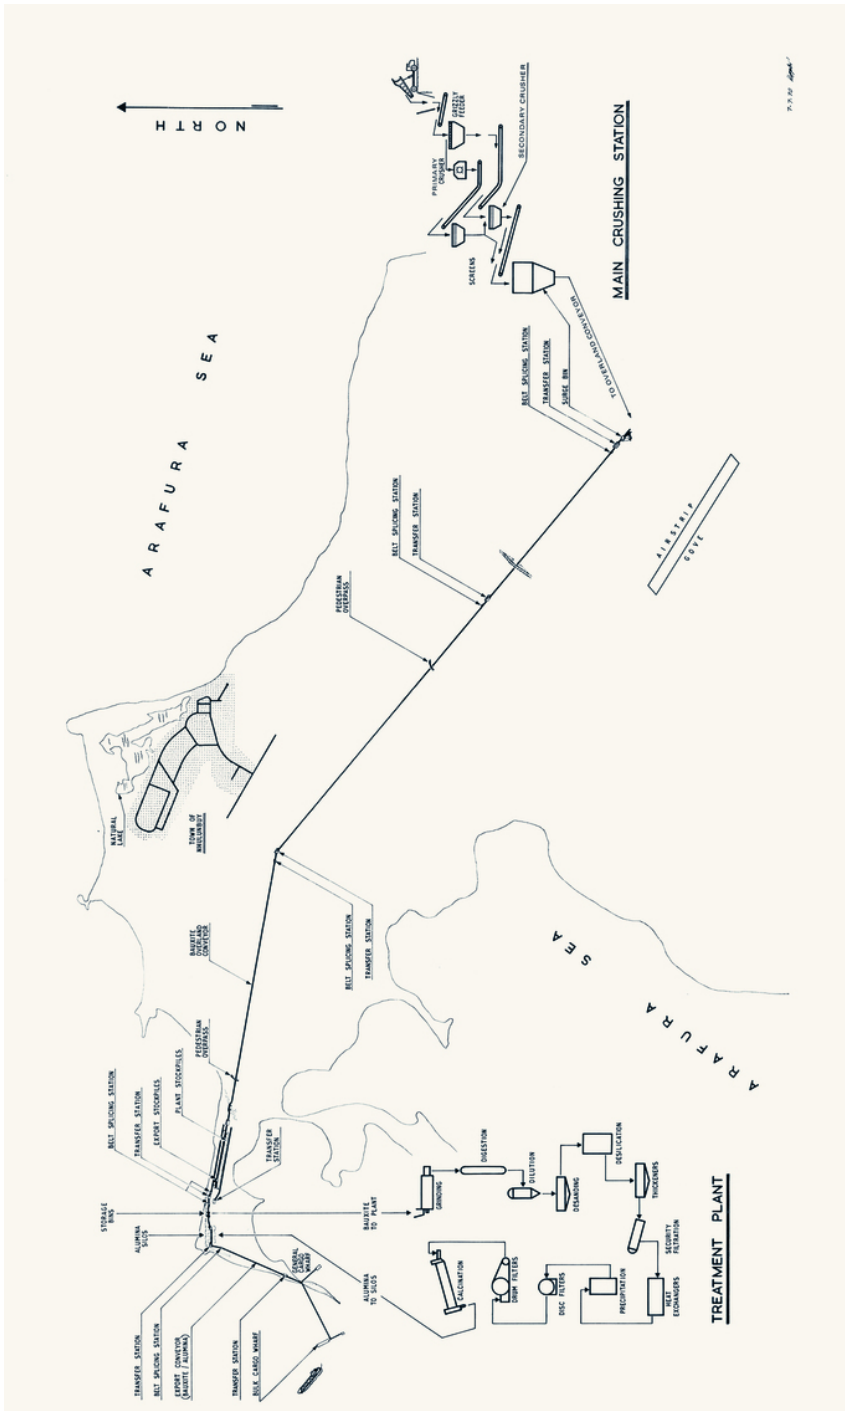 NORTH
ARAFURA SEA
NATURAL
LAKE
TOWN OF
NHULUNBUY
STORAGE
BINS
ALUMINA
SILOS
BELT SPLICING STATION
TRANSFER STATION
EXPORT STOCKPILES
PLANT STOCKPILES
PEDESTRIAN
OVERPASS
BAUXITE
OVERLAND
CONVEYOR
TRANSFER STATION
BELT SPLICING STATION
EXPORT CONVEYOR
(BAUXITE / ALUMINA)
TRANSFER STATION
BULK CARGO WHARF
GENERAL
CARGO
WHARF
TRANSFER
STATION
BELT SPLICING STATION
TRANSFER STATION
PEDESTRIAN
OVERPASS
BELT SPLICING STATION
TRANSFER STATION
BELT SPLICING STATION
TRANSFER STATION
SURGE BIN
TO OVERLAND CONVEYOR
GRIZZLY
FEEDER
PRIMARY
CRUSHER
SECONDARY CRUSHER
SCREENS
MAIN CRUSHING STATION
AIRSTRIP
GOVE
ARAFURA SEA
ALUMINA
TO SILOS
BAUXITE
TO PLANT
GRINDING
DIGESTION
DILUTION
DESANDING
DESILICATION
THICKENERS
SECURITY
FILTRATION
HEAT
EXCHANGERS
PRECIPITATION
DISC FILTERS
DRUM FILTERS
CALCINATION
TREATMENT PLANT